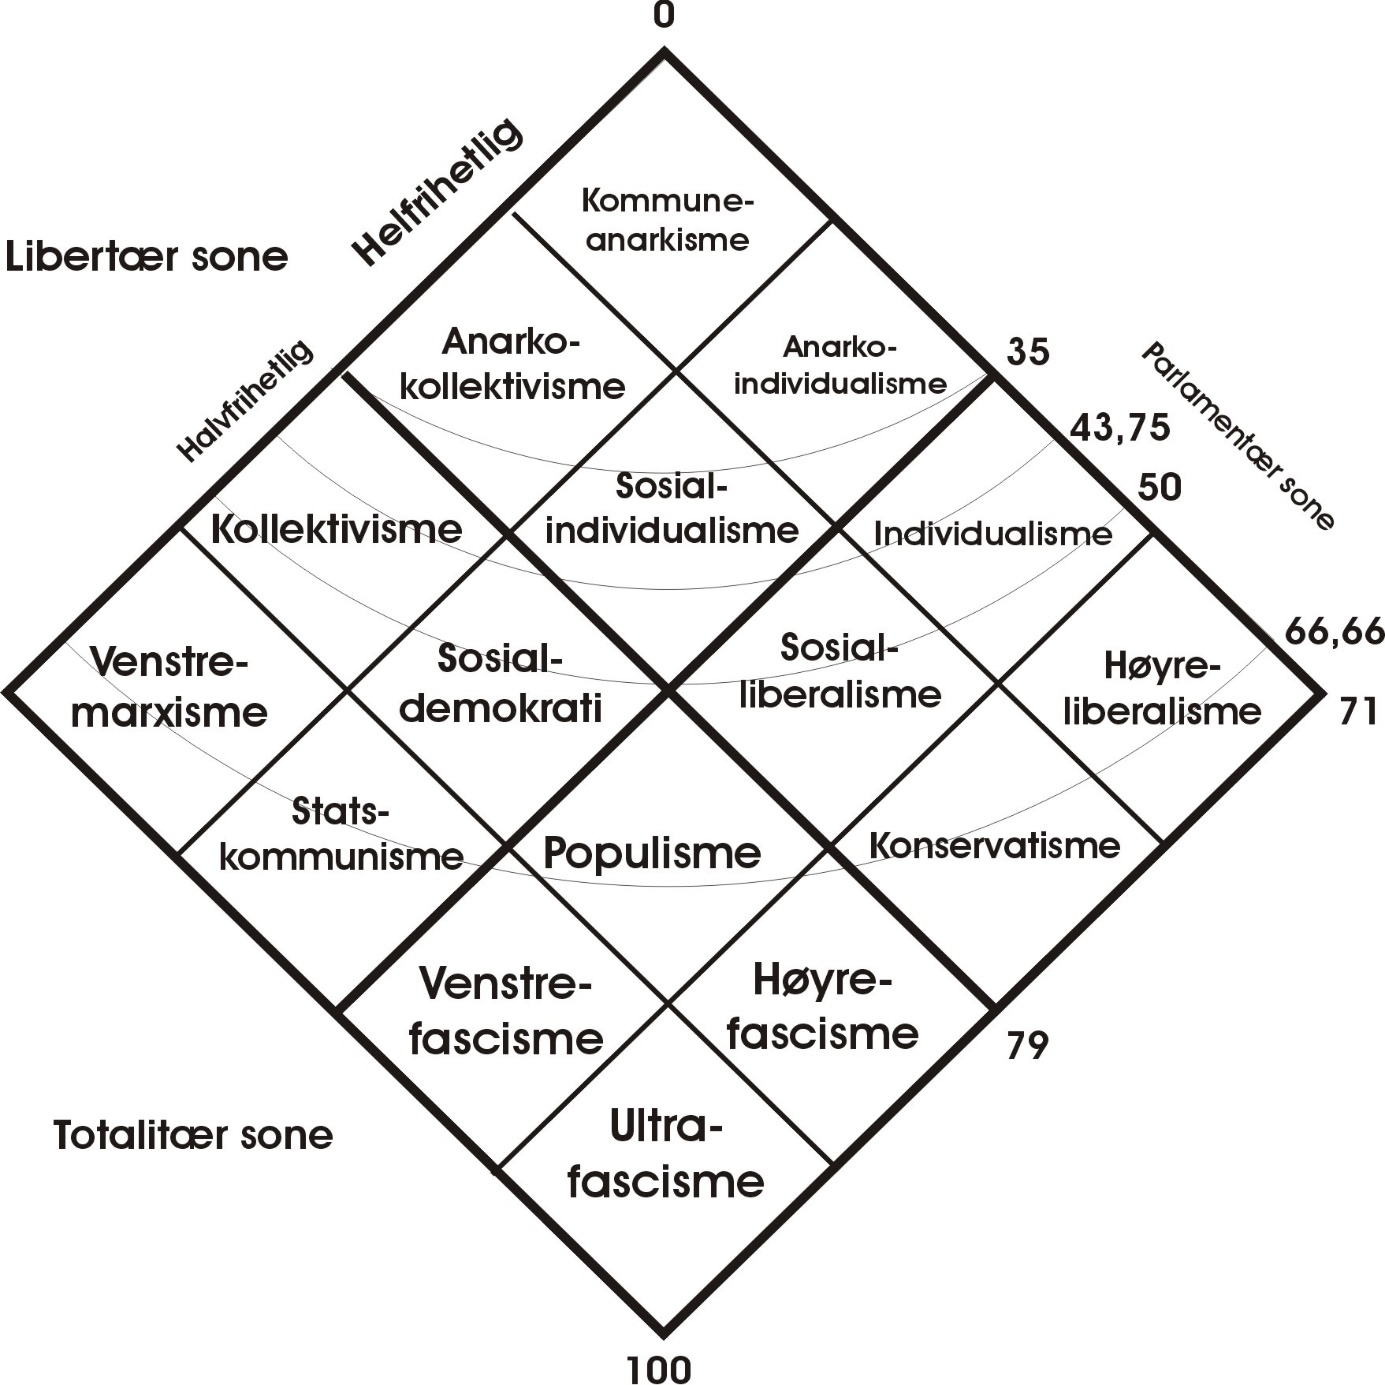 0
Helfrihetlig
Kommune-
anarkisme
Libertær sone
Anarko-
kollektivisme
Anarko-
individualisme
35
Parlamentær sone
Halvfrihetlig
43,75
50
Kollektivisme
Sosial-
individualisme
Individualisme
66,66
Venstre-
marxisme
Sosial-
demokrati
Sosial-
liberalisme
Høyre-
liberalisme
71
Stats-
kommunisme
Populisme
Konservatisme
Venstre-
fascisme
Høyre-
fascisme
79
Totalitær sone
Ultra-
fascisme
100